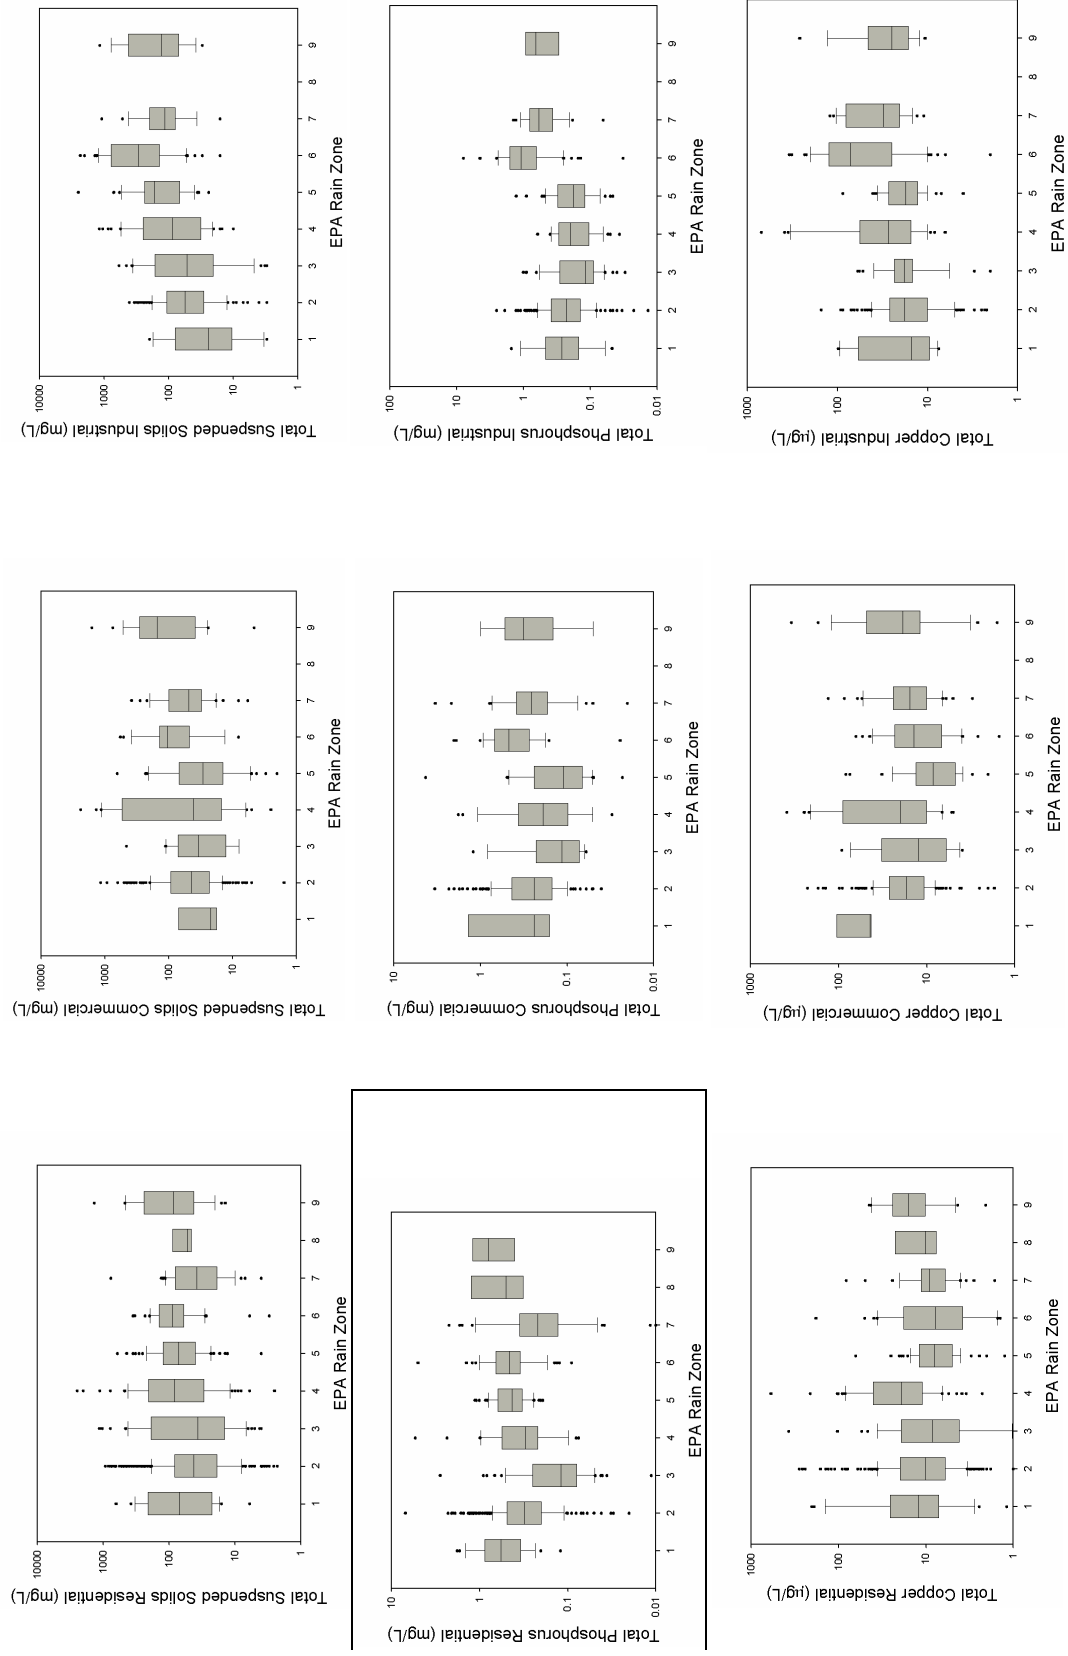 Total Suspended Solids Residential (mg/L)
10000
1000
100
10
1
1 2 3 4 5 6 7 8 9
EPA Rain Zone
Total Suspended Solids Commercial (mg/L)
10000
1000
100
10
1
1 2 3 4 5 6 7 8 9
EPA Rain Zone
Total Suspended Solids Industrial (mg/L)
10000
1000
100
10
1
1 2 3 4 5 6 7 8 9
EPA Rain Zone
Total Phosphorus Residential (mg/L)
10
1
0.1
0.01
1 2 3 4 5 6 7 8 9
EPA Rain Zone
Total Phosphorus Commercial (mg/L)
10
1
0.1
0.01
1 2 3 4 5 6 7 8 9
EPA Rain Zone
Total Phosphorus Industrial (mg/L)
100
10
1
0.1
0.01
1 2 3 4 5 6 7 8 9
EPA Rain Zone
Total Copper Residential (µg/L)
1000
100
10
1
1 2 3 4 5 6 7 8 9
EPA Rain Zone
Total Copper Commercial (µg/L)
1000
100
10
1
1 2 3 4 5 6 7 8 9
EPA Rain Zone
Total Copper Industrial (µg/L)
1000
100
10
1
1 2 3 4 5 6 7 8 9
EPA Rain Zone